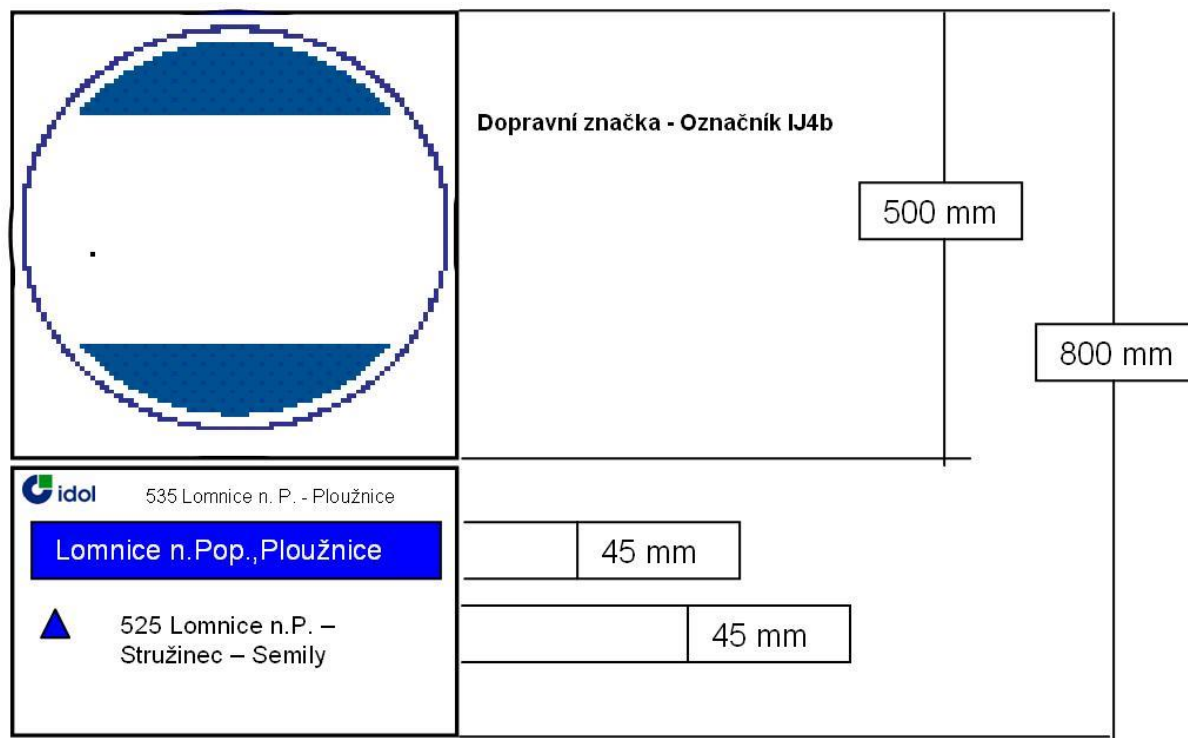 Dopravní značka - Označník IJ4b
500 mm
800 mm
idol
535 Lomnice n. P. - Ploužnice
Lomnice n.Pop.,Ploužnice
45 mm
525 Lomnice n.P. –
Stružinec – Semily
45 mm